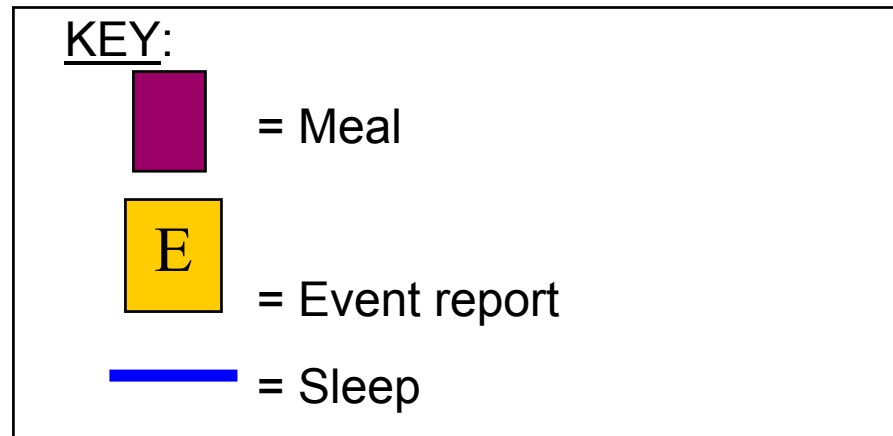 KEY:
= Meal
E
= Event report
= Sleep